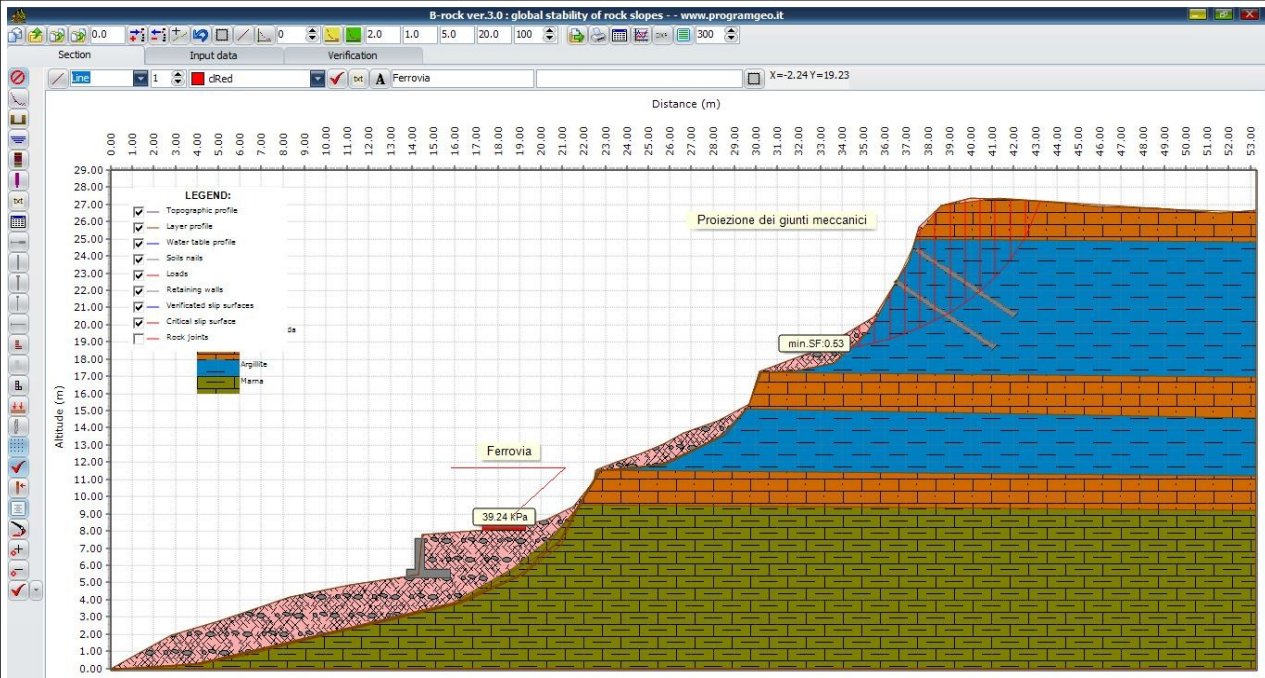 B-rock ver.3.0 : global stability of rock slopes - - www.programgeo.it
0.0 0 2.0 1.0 5.0 20.0 100 300
Section Input data Verification
Line 1 dRed txt A Ferrovia X=-2.24 Y=19.23
Distance (m)
0.00 1.00 2.00 3.00 4.00 5.00 6.00 7.00 8.00 9.00 10.00 11.00 12.00 13.00 14.00 15.00 16.00 17.00 18.00 19.00 20.00 21.00 22.00 23.00 24.00 25.00 26.00 27.00 28.00 29.00 30.00 31.00 32.00 33.00 34.00 35.00 36.00 37.00 38.00 39.00 40.00 41.00 42.00 43.00 44.00 45.00 46.00 47.00 48.00 49.00 50.00 51.00 52.00 53.00
Altitude (m)
29.00
28.00
27.00
26.00
25.00
24.00
23.00
22.00
21.00
20.00
19.00
18.00
17.00
16.00
15.00
14.00
13.00
12.00
11.00
10.00
9.00
8.00
7.00
6.00
5.00
4.00
3.00
2.00
1.00
0.00
LEGEND:
Topographic profile
Layer profile
Water table profile
Soils nails
Loads
Retaining walls
Verificated slip surfaces
Critical slip surface
Rock joints
da
Argillite
Marna
Proiezione dei giunti meccanici
min.SF:0.53
Ferrovia
39.24 KPa
txt